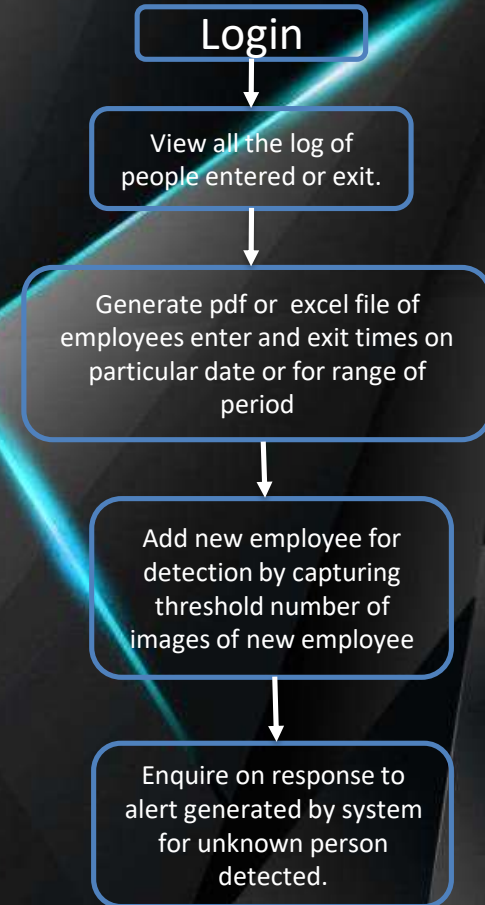 Login
View all the log of
people entered or exit.
Generate pdf or  excel file of
employees enter and exit times on
particular date or for range of
period
Add new employee for
detection by capturing
threshold number of
images of new employee
Enquire on response to
alert generated by system
for unknown person
detected.